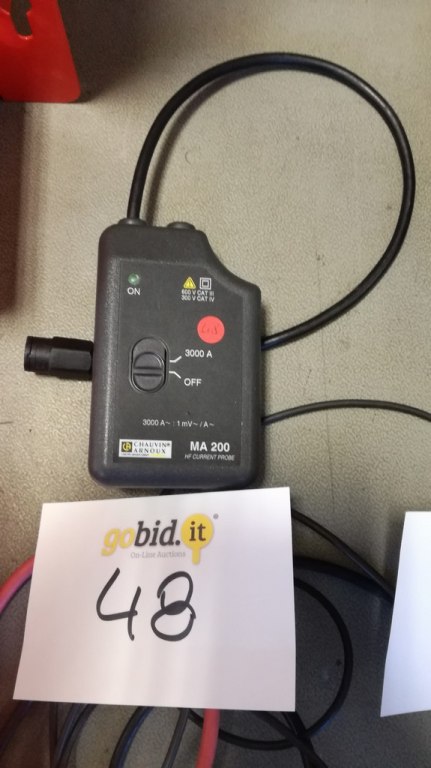 ON
600 V CAT III
300 V CAT IV
3000 A
OFF
3000 A~ : 1 mV~ / A~
CHAUVIN®
ARNOUX
MA 200
HF CURRENT PROBE
gobid.it®
On-Line Auctions
48